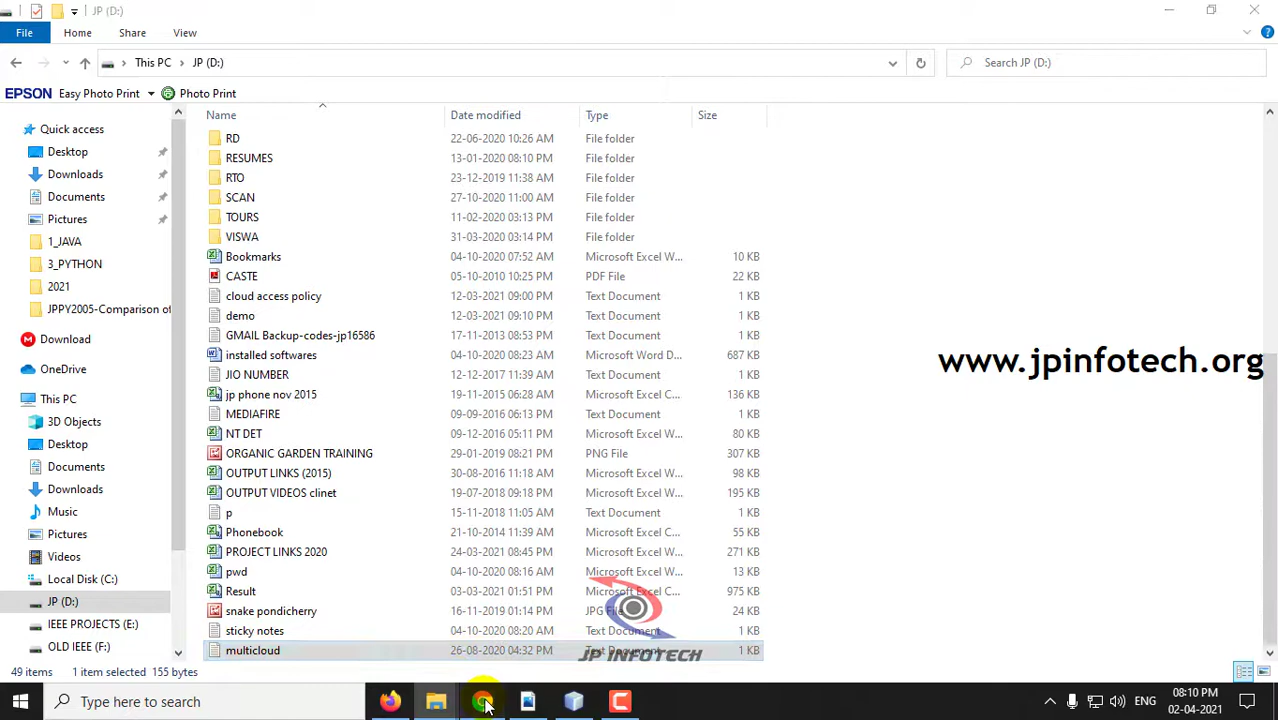 JP (D:)
File Home Share View
This PC JP (D:) Search JP (D:)
EPSON Easy Photo Print Photo Print
Name Date modified Type Size
Quick access
Desktop
Downloads
Documents
Pictures
1_JAVA
3_PYTHON
2021
JPPY2005-Comparison of
Download
OneDrive
This PC
3D Objects
Desktop
Documents
Downloads
Music
Pictures
Videos
Local Disk (C:)
JP (D:)
IEEE PROJECTS (E:)
OLD IEEE (F:)
RD 22-06-2020 10:26 AM File folder
RESUMES 13-01-2020 08:10 PM File folder
RTO 23-12-2019 11:38 AM File folder
SCAN 27-10-2020 11:00 AM File folder
TOURS 11-02-2020 03:13 PM File folder
VISWA 31-03-2020 03:14 PM File folder
Bookmarks 04-10-2020 07:52 AM Microsoft Excel W... 10 KB
CASTE 05-10-2010 10:25 PM PDF File 22 KB
cloud access policy 12-03-2021 09:00 PM Text Document 1 KB
demo 12-03-2021 09:10 PM Text Document 1 KB
GMAIL Backup-codes-jp16586 17-11-2013 08:53 PM Text Document 1 KB
installed softwares 04-10-2020 08:23 AM Microsoft Word D... 687 KB
JIO NUMBER 12-12-2017 11:39 AM Text Document 1 KB
jp phone nov 2015 19-11-2015 06:28 AM Microsoft Excel C... 136 KB
MEDIAFIRE 09-09-2016 06:13 PM Text Document 1 KB
NT DET 09-12-2016 05:11 PM Microsoft Excel W... 80 KB
ORGANIC GARDEN TRAINING 29-01-2019 08:21 PM PNG File 307 KB
OUTPUT LINKS (2015) 30-08-2016 11:18 AM Microsoft Excel W... 98 KB
OUTPUT VIDEOS clinet 19-07-2018 09:18 PM Microsoft Excel W... 195 KB
p 15-11-2018 11:05 AM Text Document 1 KB
Phonebook 21-10-2014 11:39 AM Microsoft Excel C... 55 KB
PROJECT LINKS 2020 24-03-2021 08:45 PM Microsoft Excel W... 271 KB
pwd 04-10-2020 08:16 AM Microsoft Excel W... 13 KB
Result 03-03-2021 01:51 PM Microsoft Excel C... 975 KB
snake pondicherry 16-11-2019 01:14 PM JPG File 24 KB
sticky notes 04-10-2020 08:20 AM Text Document 1 KB
multicloud 26-08-2020 04:32 PM Text Document 1 KB
www.jpinfotech.org
JP INFOTECH
49 items 1 item selected 155 bytes
Type here to search
ENG 08:10 PM
02-04-2021